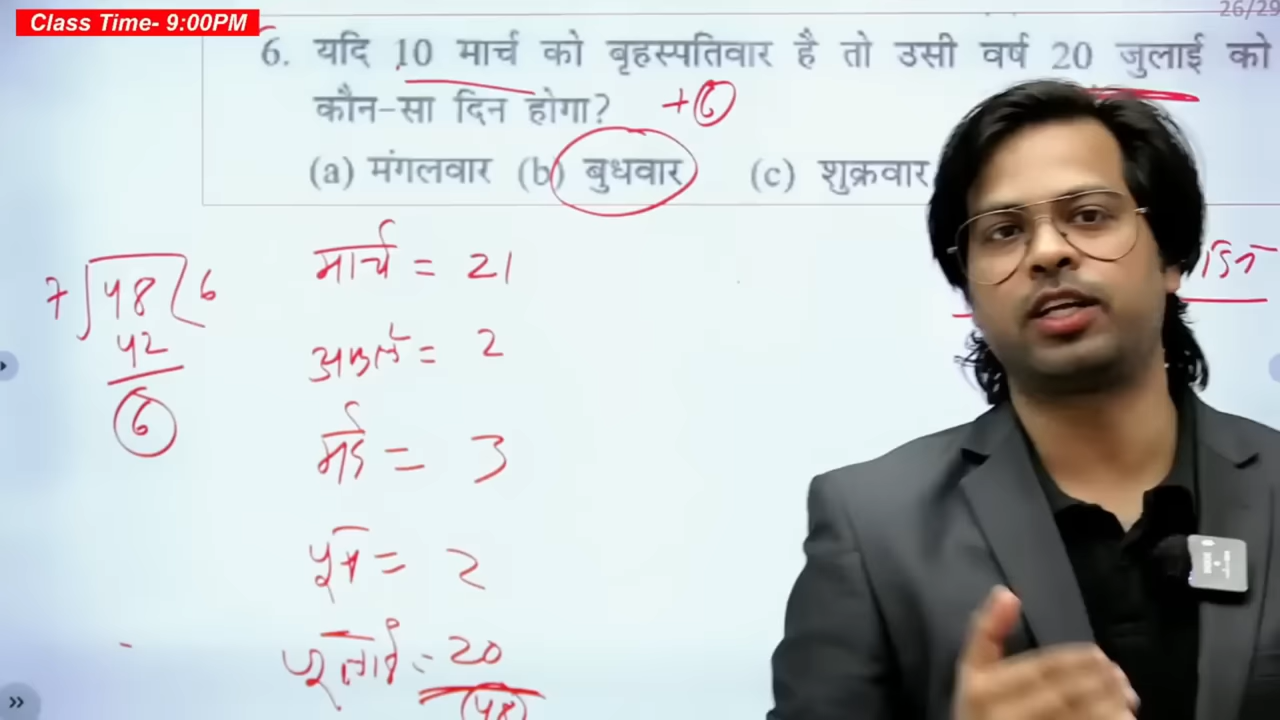 Class Time- 9:00PM
26/29
6. यदि 10 मार्च को बृहस्पतिवार है तो उसी वर्ष 20 जुलाई को
कौन-सा दिन होगा? +6
(a) मंगलवार (b) बुधवार (c) शुक्रवार
मार्च = 21
7 48 6
42
6
अप्रैल = 2
मई = 3
जून = 2
जुलाई = 20
48